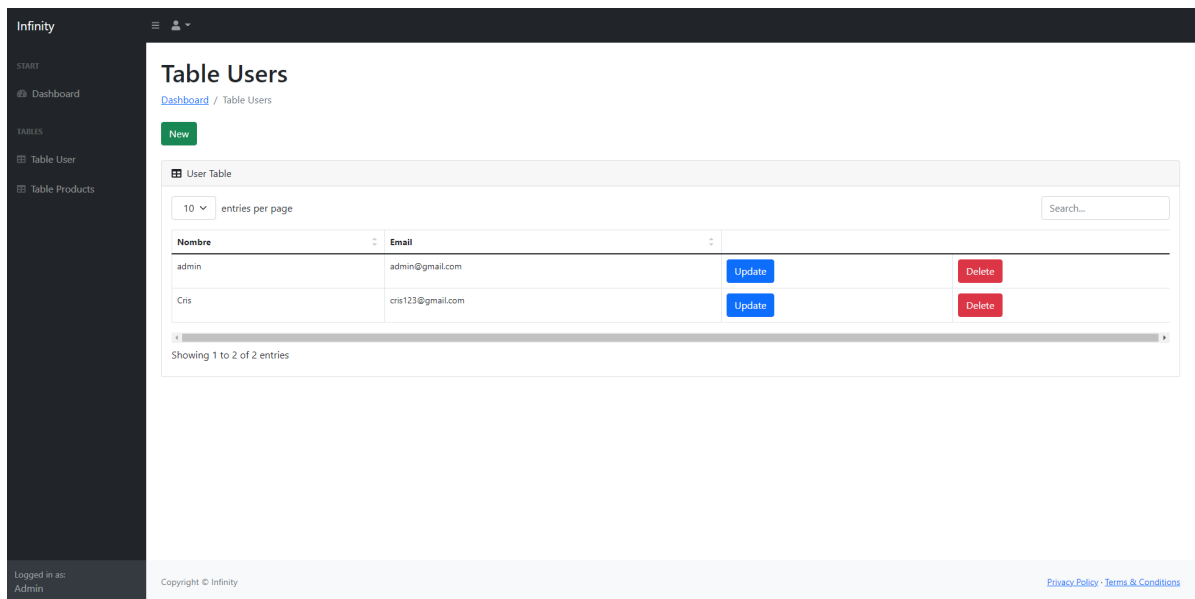 Infinity
START
Dashboard
TABLES
Table User
Table Products
Logged in as:
Admin
Table Users
Dashboard / Table Users
New
User Table
10 entries per page
Search...
Nombre Email
admin admin@gmail.com Update Delete
Cris cris123@gmail.com Update Delete
Showing 1 to 2 of 2 entries
Copyright © Infinity
Privacy Policy · Terms & Conditions